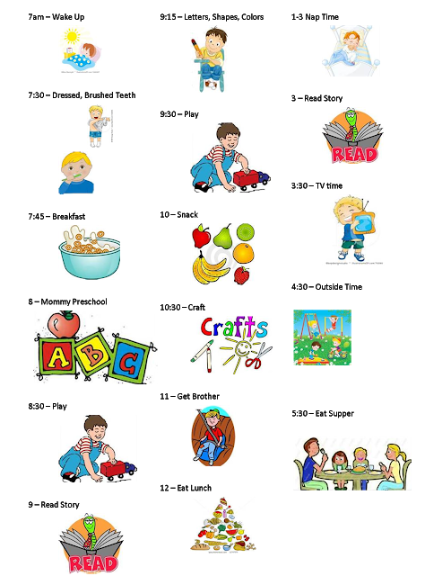 7am – Wake Up
7:30 – Dressed, Brushed Teeth
7:45 – Breakfast
8 – Mommy Preschool
A B C
8:30 – Play
9 – Read Story
READ
9:15 – Letters, Shapes, Colors
9:30 – Play
10 – Snack
10:30 – Craft
Crafts
11 – Get Brother
12 – Eat Lunch
1-3 Nap Time
3 – Read Story
READ
3:30 – TV time
4:30 – Outside Time
5:30 – Eat Supper